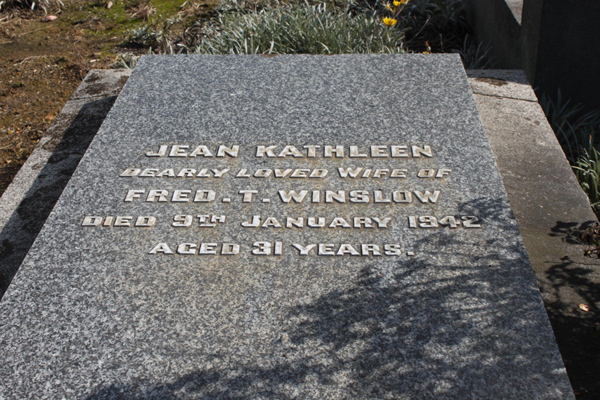 JEAN KATHLEEN
DEARLY LOVED WIFE OF
FRED. T. WINSLOW
DIED 9TH JANUARY 1942
AGED 31 YEARS.